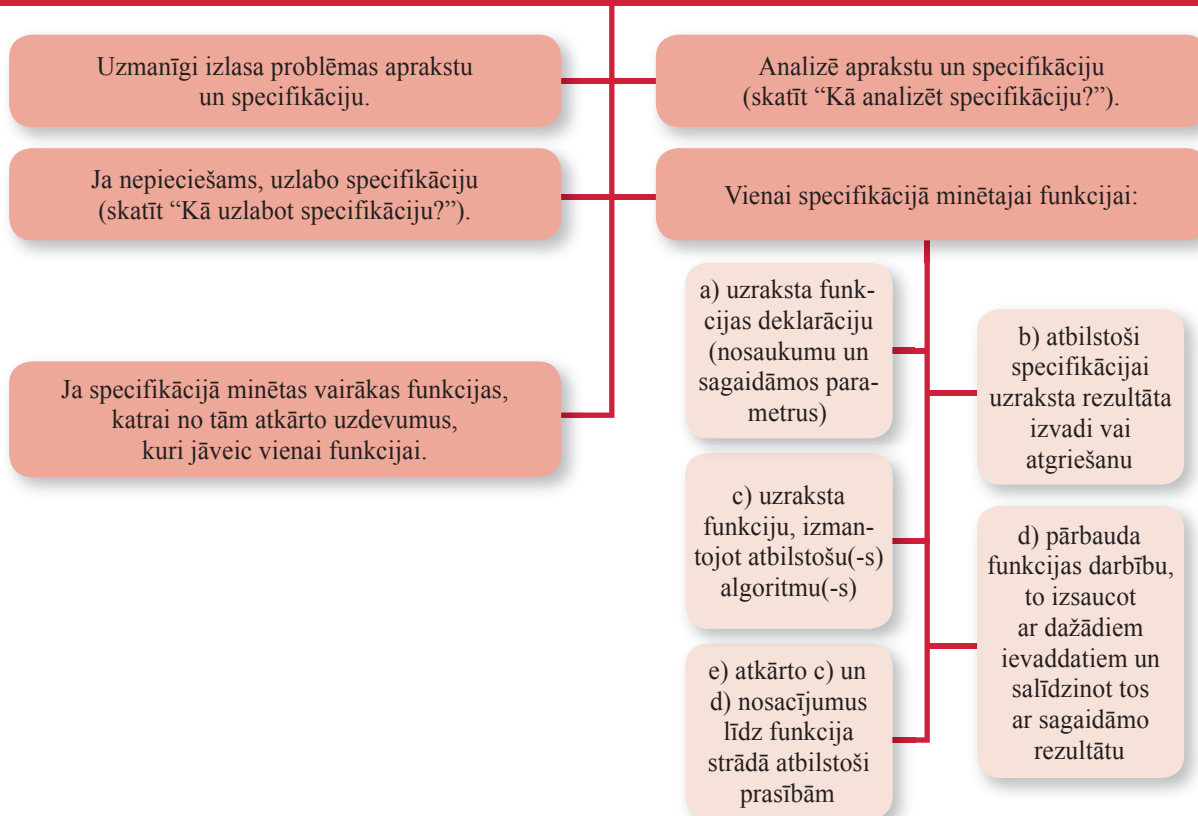 Uzmanīgi izlasa problēmas aprakstu
un specifikāciju.
Analizē aprakstu un specifikāciju
(skatīt “Kā analizēt specifikāciju?”).
Ja nepieciešams, uzlabo specifikāciju
(skatīt “Kā uzlabot specifikāciju?”).
Vienai specifikācijā minētajai funkcijai:
a) uzraksta funk-
cijas deklarāciju
(nosaukumu un
sagaidāmos para-
metrus)
b) atbilstoši
specifikācijai
uzraksta rezultāta
izvadi vai
atgriešanu
c) uzraksta
funkciju, izman-
tojot atbilstošu(-s)
algoritmu(-s)
d) pārbauda
funkcijas darbību,
to izsaucot
ar dažādiem
ievaddatiem un
salīdzinot tos
ar sagaidāmo
rezultātu
e) atkārto c) un
d) nosacījumus
līdz funkcija
strādā atbilstoši
prasībām
Ja specifikācijā minētas vairākas funkcijas,
katrai no tām atkārto uzdevumus,
kuri jāveic vienai funkcijai.